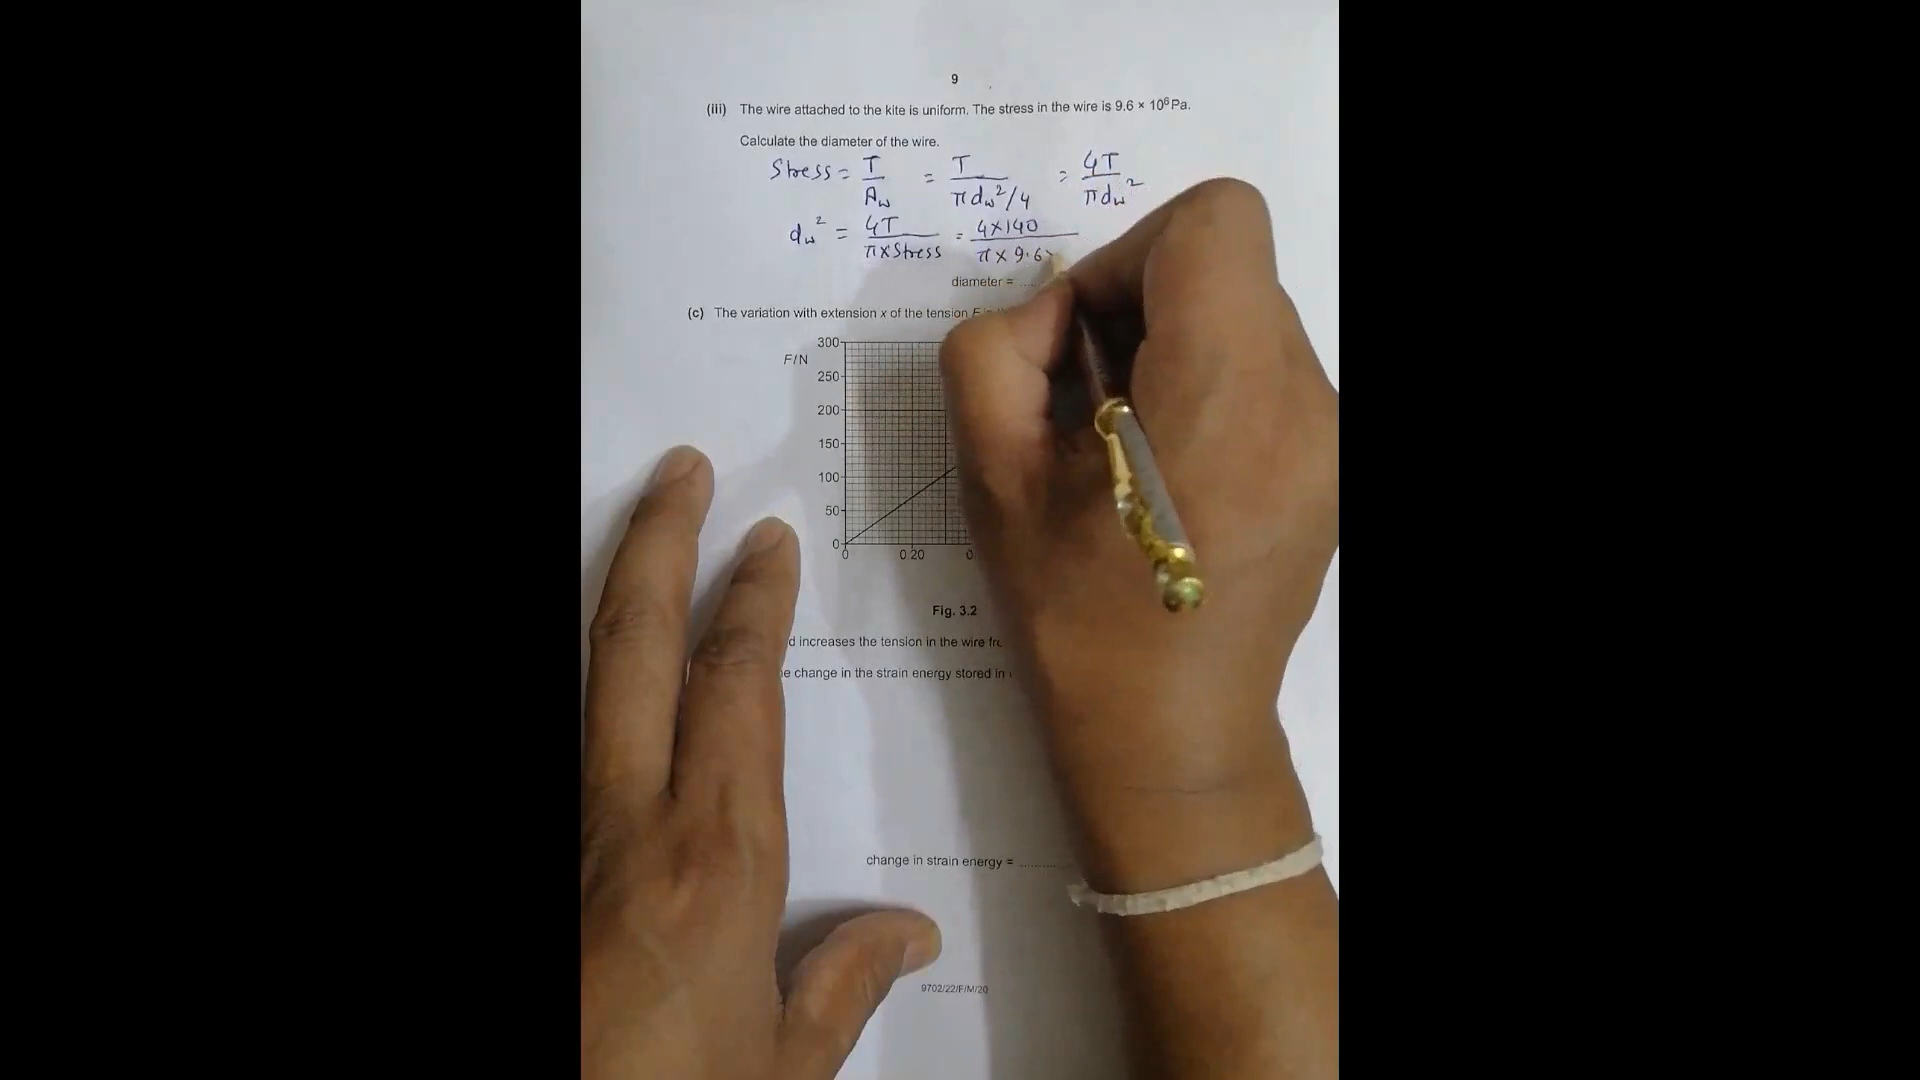 9
(iii) The wire attached to the kite is uniform. The stress in the wire is 9.6 × 10⁶ Pa.
Calculate the diameter of the wire.
Stress = T/A_w = T/(πd_w²/4) = 4T/πd_w²
d_w² = 4T/(π×Stress) = 4×140/(π×9.6×
diameter = ....
(c) The variation with extension x of the tension F
F/N
300
250
200
150
100
50
0
0 0 20 0
Fig. 3.2
d increases the tension in the wire fro
e change in the strain energy stored in
change in strain energy = ..........
9702/22/F/M/20